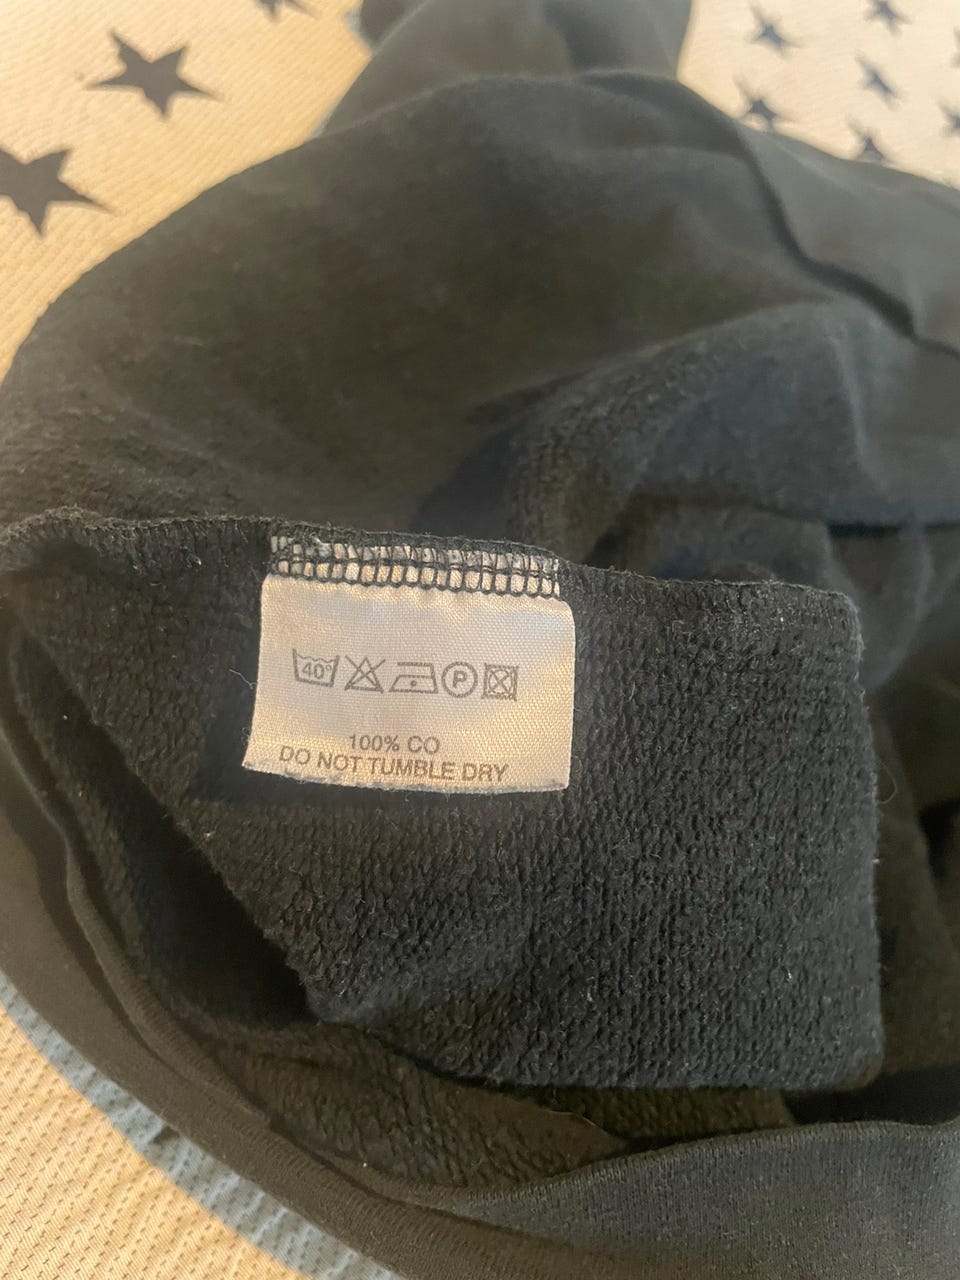 40° P
100% CO
DO NOT TUMBLE DRY